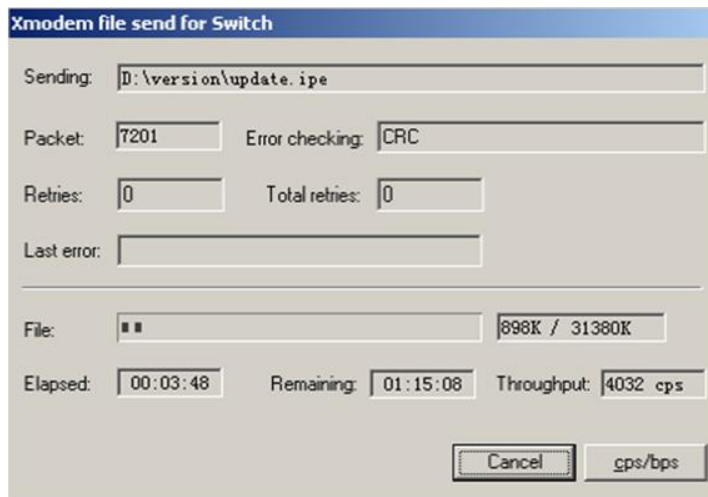 Xmodem file send for Switch
Sending: D:\version\update.ipe
Packet: 7201 Error checking: CRC
Retries: 0 Total retries: 0
Last error:
File: 898K / 31380K
Elapsed: 00:03:48 Remaining: 01:15:08 Throughput: 4032 cps
Cancel cps/bps